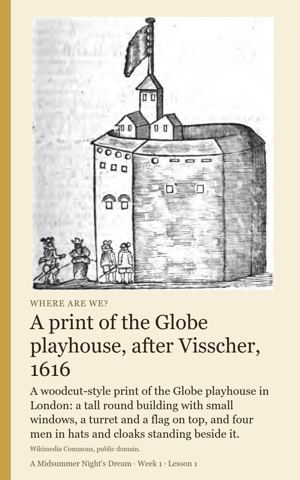 WHERE ARE WE?
A print of the Globe
playhouse, after Visscher,
1616
A woodcut-style print of the Globe playhouse in
London: a tall round building with small
windows, a turret and a flag on top, and four
men in hats and cloaks standing beside it.
Wikimedia Commons, public domain.
A Midsummer Night's Dream · Week 1 · Lesson 1